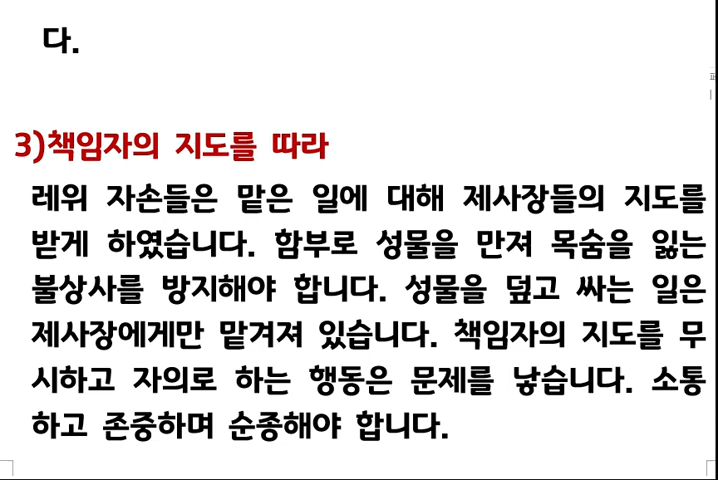 다.
3)책임자의 지도를 따라
레위 자손들은 맡은 일에 대해 제사장들의 지도를
받게 하였습니다. 함부로 성물을 만져 목숨을 잃는
불상사를 방지해야 합니다. 성물을 덮고 싸는 일은
제사장에게만 맡겨져 있습니다. 책임자의 지도를 무
시하고 자의로 하는 행동은 문제를 낳습니다. 소통
하고 존중하며 순종해야 합니다.